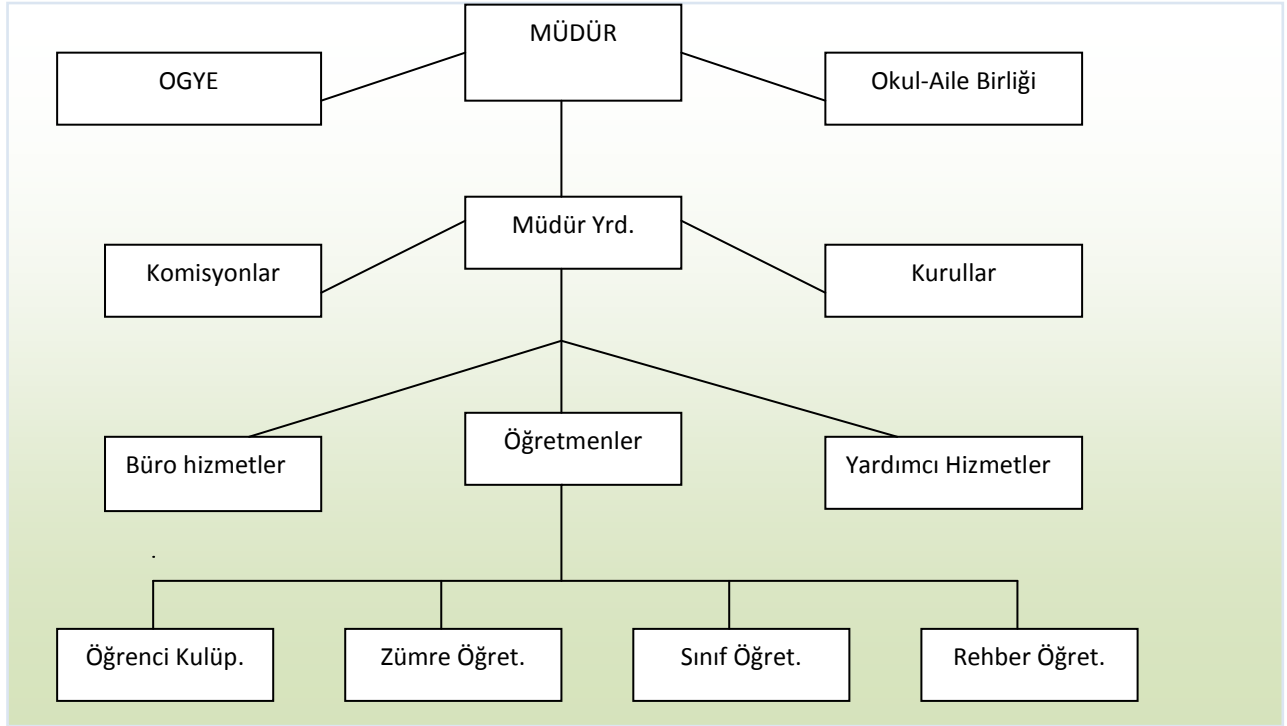 MÜDÜR
OGYE
Okul-Aile Birliği
Müdür Yrd.
Komisyonlar
Kurullar
Öğretmenler
Büro hizmetler
Yardımcı Hizmetler
.
Öğrenci Kulüp.
Zümre Öğret.
Sınıf Öğret.
Rehber Öğret.